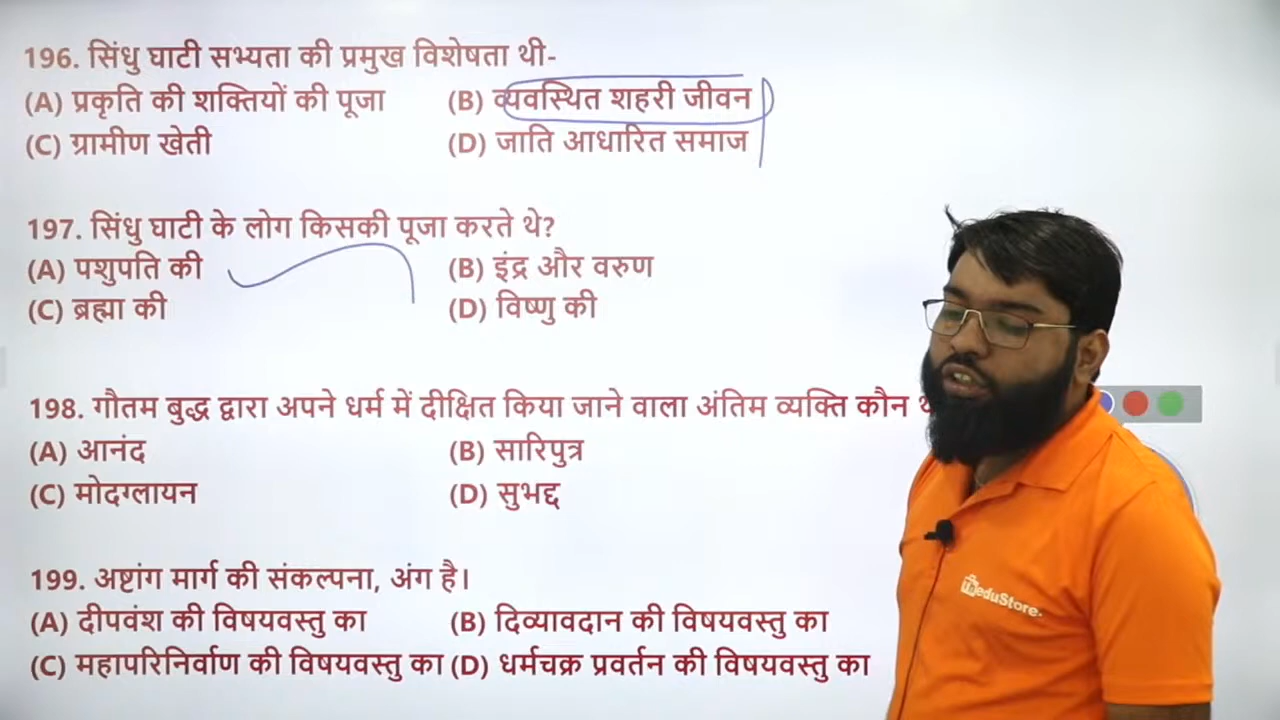 196. सिंधु घाटी सभ्यता की प्रमुख विशेषता थी-
(A) प्रकृति की शक्तियों की पूजा (B) व्यवस्थित शहरी जीवन
(C) ग्रामीण खेती (D) जाति आधारित समाज
197. सिंधु घाटी के लोग किसकी पूजा करते थे?
(A) पशुपति की (B) इंद्र और वरुण
(C) ब्रह्मा की (D) विष्णु की
198. गौतम बुद्ध द्वारा अपने धर्म में दीक्षित किया जाने वाला अंतिम व्यक्ति कौन
(A) आनंद (B) सारिपुत्र
(C) मोदग्लायन (D) सुभद्द
199. अष्टांग मार्ग की संकल्पना, अंग है।
(A) दीपवंश की विषयवस्तु का (B) दिव्यावदान की विषयवस्तु का
(C) महापरिनिर्वाण की विषयवस्तु का (D) धर्मचक्र प्रवर्तन की विषयवस्तु का
eduStore